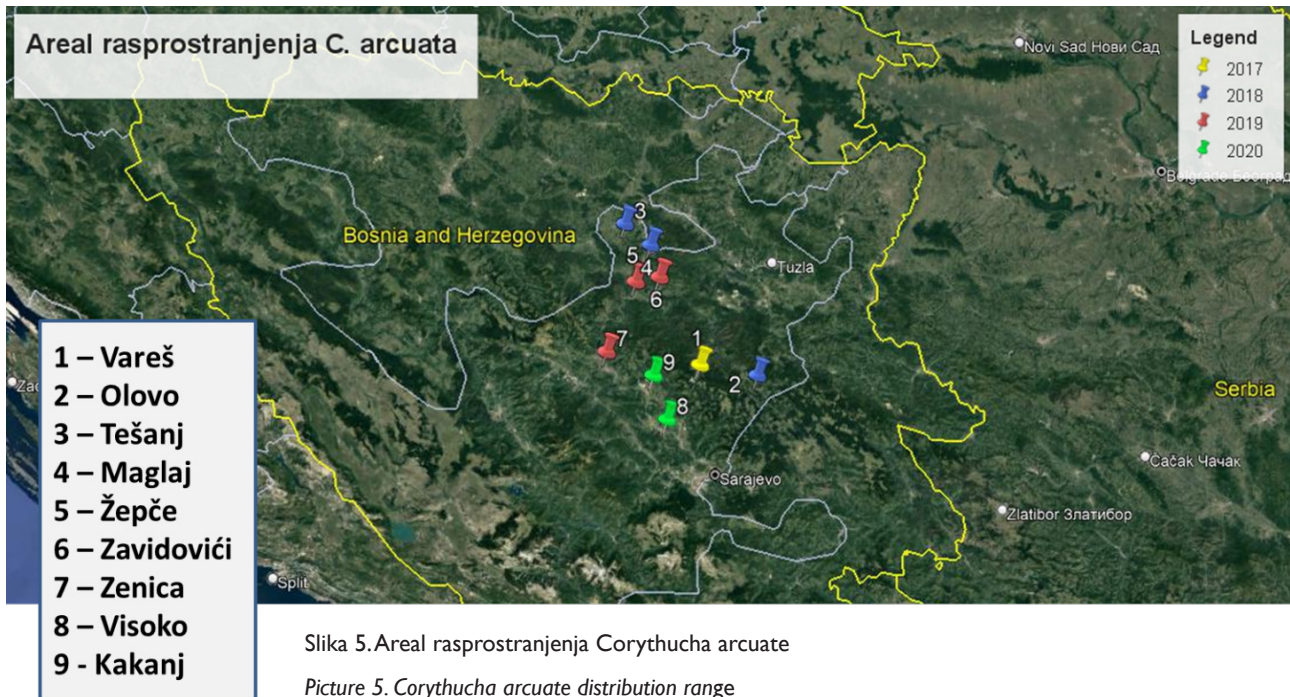 Areal rasprostranjenja C. arcuata
Legend
2017
2018
2019
2020
Novi Sad Нови Сад
Belgrade Београд
Bosnia and Herzegovina
3
5
4
6
Tuzla
7
1
9
2
8
Serbia
Sarajevo
Čačak Чачак
Zlatibor Златибор
Split
1 – Vareš
2 – Olovo
3 – Tešanj
4 – Maglaj
5 – Žepče
6 – Zavidovići
7 – Zenica
8 – Visoko
9 - Kakanj
Slika 5. Areal rasprostranjenja Corythucha arcuate
Picture 5. Corythucha arcuate distribution range